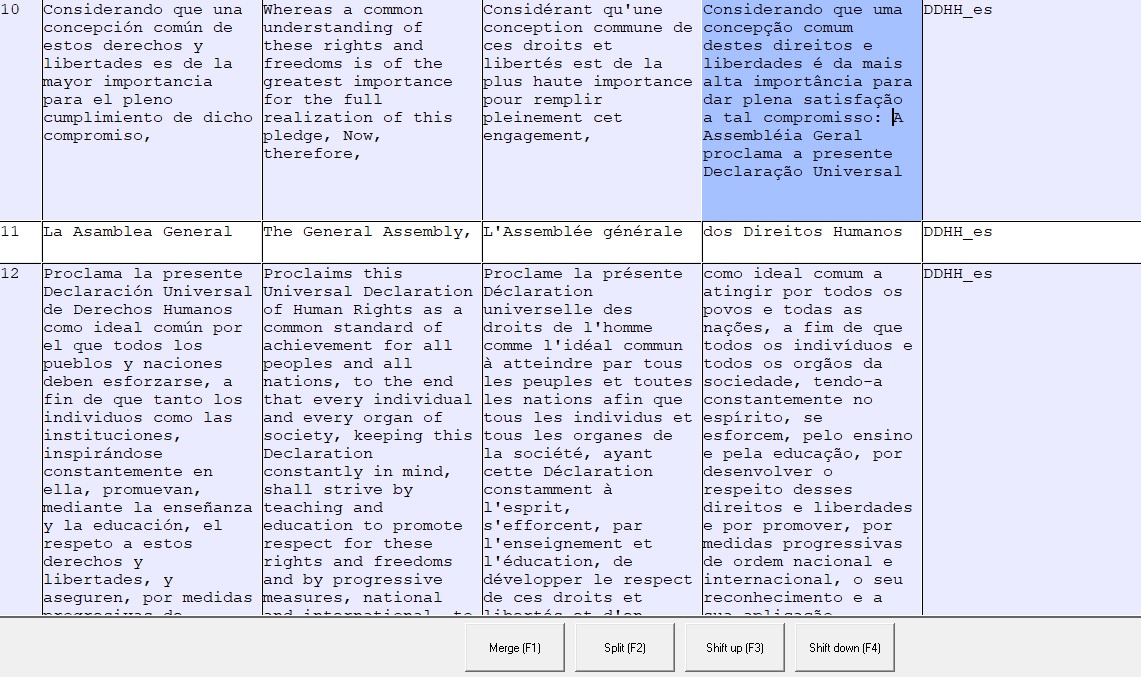 10
Considerando que una
concepción común de
estos derechos y
libertades es de la
mayor importancia
para el pleno
cumplimiento de dicho
compromiso,
Whereas a common
understanding of
these rights and
freedoms is of the
greatest importance
for the full
realization of this
pledge, Now,
therefore,
Considérant qu'une
conception commune de
ces droits et
libertés est de la
plus haute importance
pour remplir
pleinement cet
engagement,
Considerando que uma
concepção comum
destes direitos e
liberdades é da mais
alta importância para
dar plena satisfação
a tal compromisso: A
Assembléia Geral
proclama a presente
Declaração Universal
DDHH_es
11
La Asamblea General
The General Assembly,
L'Assemblée générale
dos Direitos Humanos
DDHH_es
12
Proclama la presente
Declaración Universal
de Derechos Humanos
como ideal común por
el que todos los
pueblos y naciones
deben esforzarse, a
fin de que tanto los
individuos como las
instituciones,
inspirándose
constantemente en
ella, promuevan,
mediante la enseñanza
y la educación, el
respeto a estos
derechos y
libertades, y
aseguren, por medidas
progresivas de
Proclaims this
Universal Declaration
of Human Rights as a
common standard of
achievement for all
peoples and all
nations, to the end
that every individual
and every organ of
society, keeping this
Declaration
constantly in mind,
shall strive by
teaching and
education to promote
respect for these
rights and freedoms
and by progressive
measures, national
and international, to
Proclame la présente
Déclaration
universelle des
droits de l'homme
comme l'idéal commun
à atteindre par tous
les peuples et toutes
les nations afin que
tous les individus et
tous les organes de
la société, ayant
cette Déclaration
constamment à
l'esprit,
s'efforcent, par
l'enseignement et
l'éducation, de
développer le respect
de ces droits et
libertés et d'en
como ideal comum a
atingir por todos os
povos e todas as
nações, a fim de que
todos os indivíduos e
todos os orgãos da
sociedade, tendo-a
constantemente no
espírito, se
esforcem, pelo ensino
e pela educação, por
desenvolver o
respeito desses
direitos e liberdades
e por promover, por
medidas progressivas
de ordem nacional e
internacional, o seu
reconhecimento e a
sua aplicação
DDHH_es
Merge (F1)
Split (F2)
Shift up (F3)
Shift down (F4)